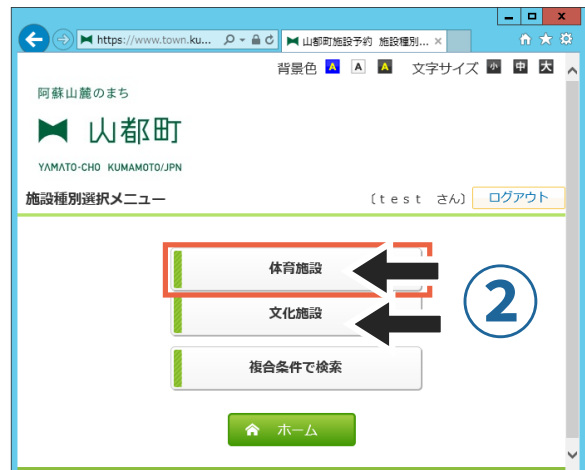 https://www.town.ku...
山都町施設予約 施設種別... ×
背景色 A A A 文字サイズ 小 中 大
阿蘇山麓のまち
山都町
YAMATO-CHO KUMAMOTO/JPN
施設種別選択メニュー
〔test さん〕 ログアウト
体育施設
②
文化施設
複合条件で検索
ホーム